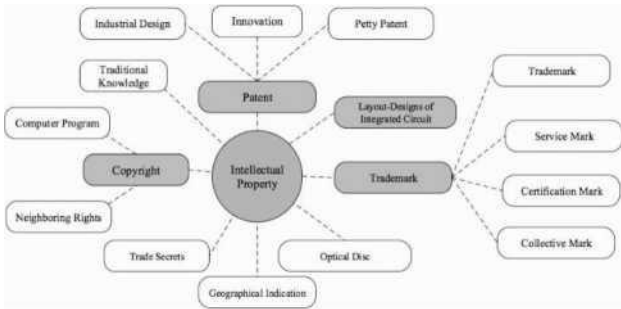 Industrial Design
Innovation
Petty Patent
Traditional
Knowledge
Patent
Trademark
Layout-Designs of
Integrated Circuit
Computer Program
Service Mark
Copyright
Intellectual
Property
Trademark
Certification Mark
Neighboring Rights
Collective Mark
Trade Secrets
Optical Disc
Geographical Indication